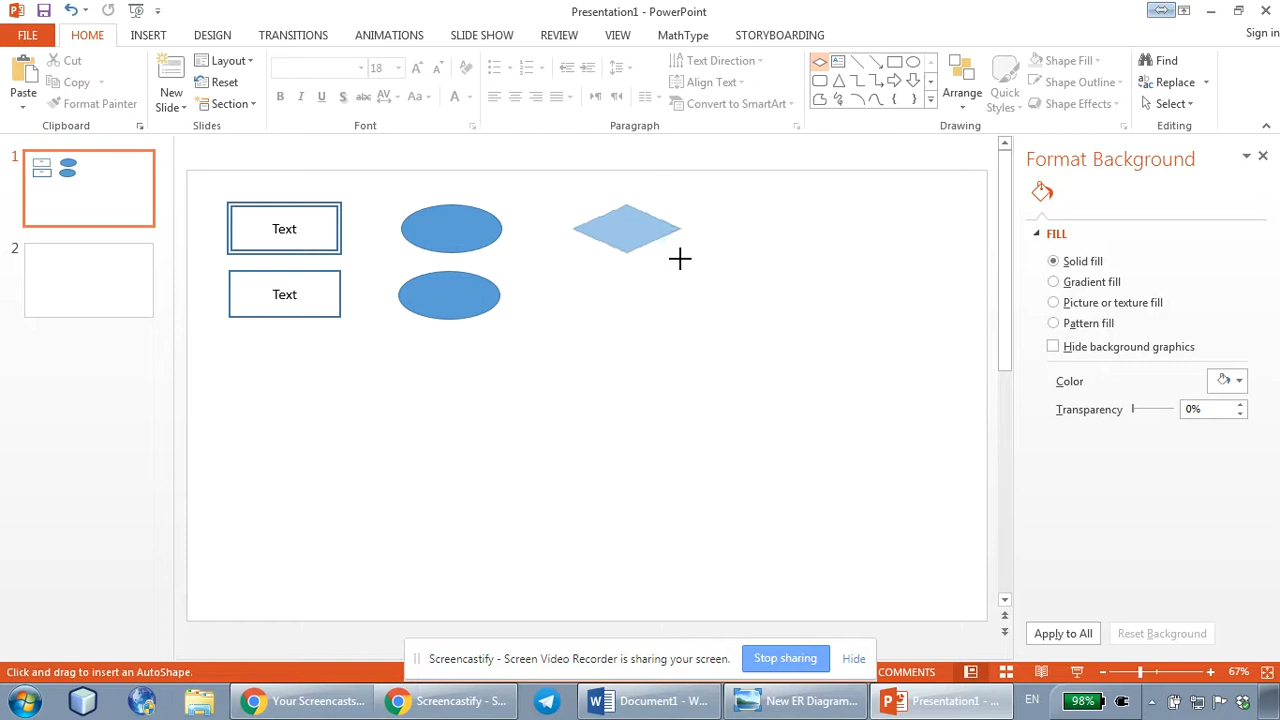 Presentation1 - PowerPoint
FILE HOME INSERT DESIGN TRANSITIONS ANIMATIONS SLIDE SHOW REVIEW VIEW MathType STORYBOARDING Sign in
Paste
Cut
Copy
Format Painter
Clipboard
New Slide
Layout
Reset
Section
Slides
18
B I U S abc AV Aa A
Font
Text Direction
Align Text
Convert to SmartArt
Paragraph
Arrange
Quick Styles
Shape Fill
Shape Outline
Shape Effects
Drawing
Find
Replace
Select
Editing
1
2
Text
Text
Format Background
FILL
Solid fill
Gradient fill
Picture or texture fill
Pattern fill
Hide background graphics
Color
Transparency 0%
Apply to All Reset Background
Screencastify - Screen Video Recorder is sharing your screen. Stop sharing Hide
Click and drag to insert an AutoShape. COMMENTS 67%
Your Screencasts... Screencastify - S... Document1 - W... New ER Diagram... Presentation1 - ... EN 98%